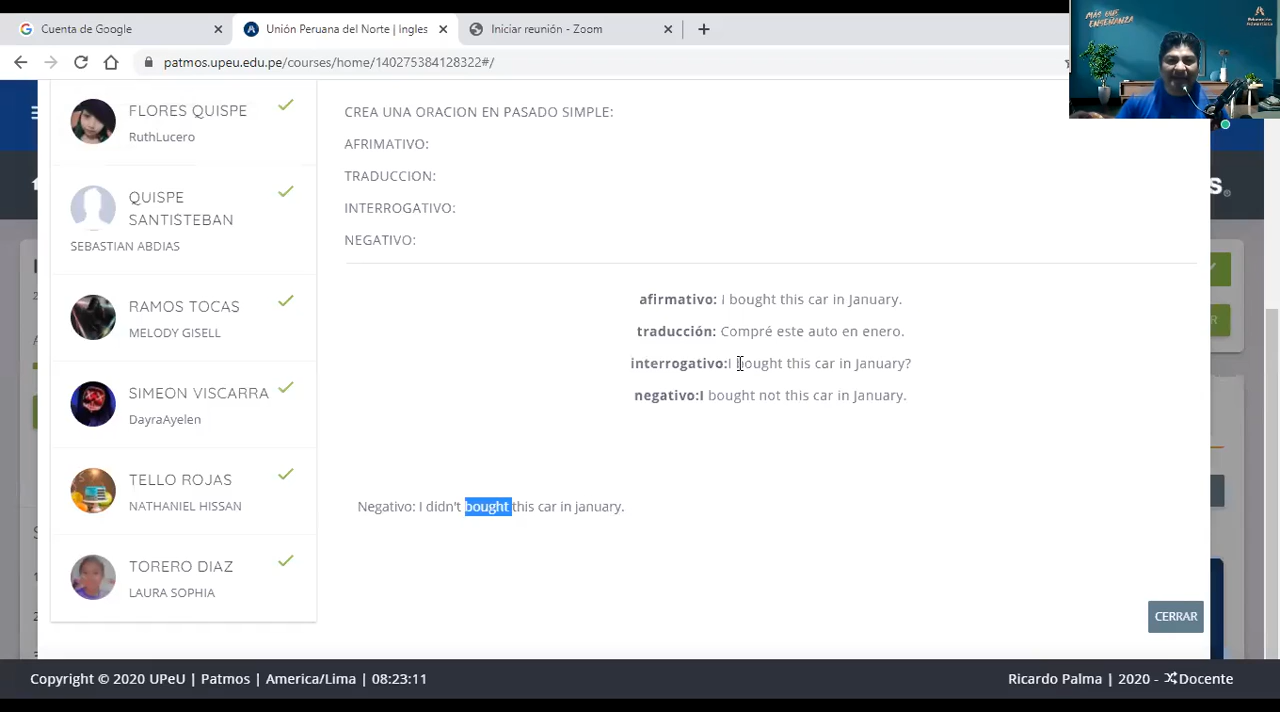 Cuenta de Google
Unión Peruana del Norte | Ingles
Iniciar reunión - Zoom
patmos.upeu.edu.pe/courses/home/140275384128322#/
MÁS QUE ENSEÑANZA
FLORES QUISPE
RuthLucero
QUISPE
SANTISTEBAN
SEBASTIAN ABDIAS
RAMOS TOCAS
MELODY GISELL
SIMEON VISCARRA
DayraAyelen
TELLO ROJAS
NATHANIEL HISSAN
TORERO DIAZ
LAURA SOPHIA
CREA UNA ORACION EN PASADO SIMPLE:
AFRIMATIVO:
TRADUCCION:
INTERROGATIVO:
NEGATIVO:
afirmativo: I bought this car in January.
traducción: Compré este auto en enero.
interrogativo:I bought this car in January?
negativo:I bought not this car in January.
Negativo: I didn't bought this car in january.
CERRAR
Copyright © 2020 UPeU | Patmos | America/Lima | 08:23:11
Ricardo Palma | 2020 - Docente